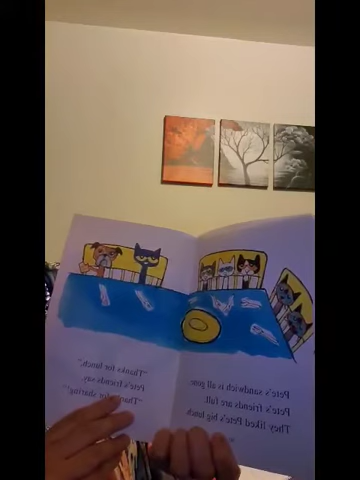 Pete's sandwich is all gone.
Pete's friends are full.
They liked Pete's big lunch
"Thanks for lunch,"
Pete's friends say.
"Thanks for sharing!"